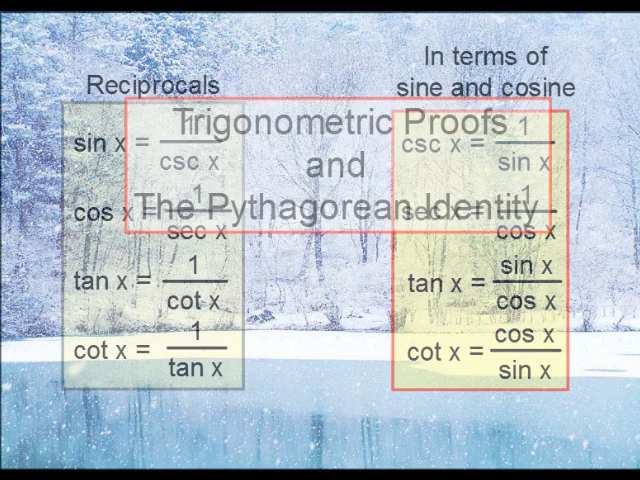 In terms of
Reciprocals
sine and cosine
Trigonometric Proofs
and
The Pythagorean Identity
sin x = 1
csc x
cos x = 1
sec x
tan x = 1
cot x
cot x = 1
tan x
csc x = 1
sin x
sec x = 1
cos x
tan x = sin x
cos x
cot x = cos x
sin x